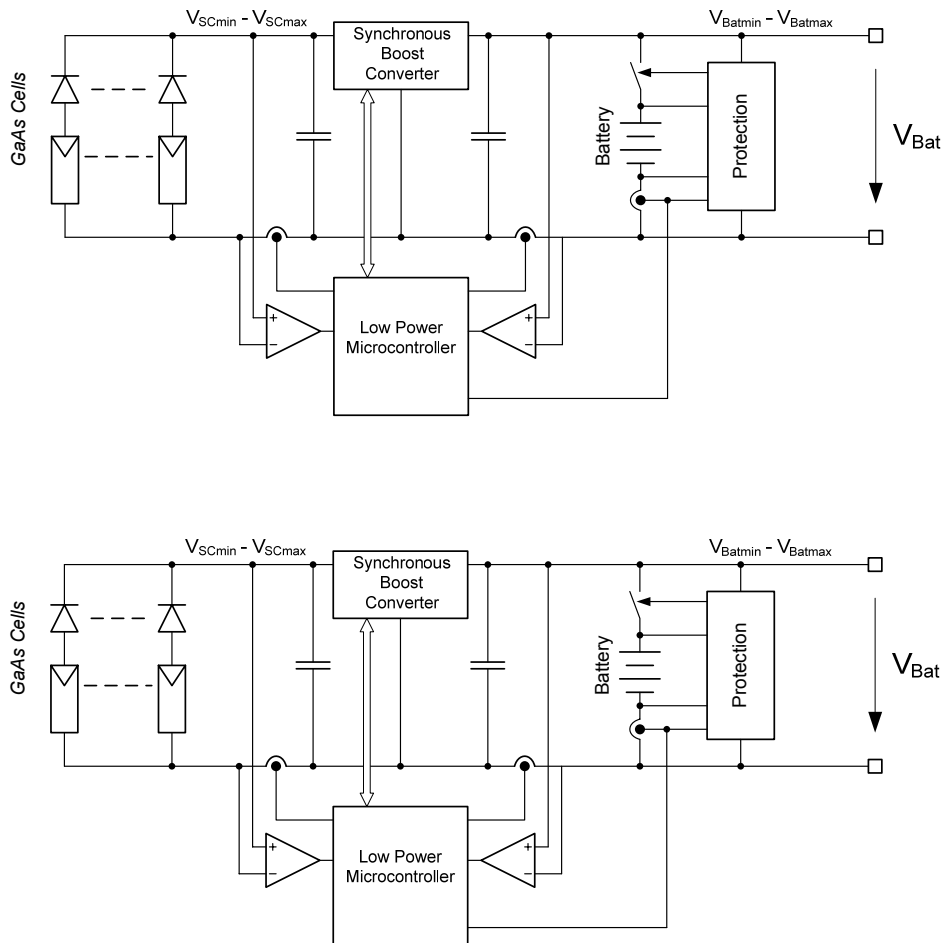 V_SCmin - V_SCmax
Synchronous
Boost
Converter
V_Batmin - V_Batmax
GaAs Cells
Battery
Protection
V_Bat
+
−
Low Power
Microcontroller
+
−
V_SCmin - V_SCmax
Synchronous
Boost
Converter
V_Batmin - V_Batmax
GaAs Cells
Battery
Protection
V_Bat
+
−
Low Power
Microcontroller
+
−